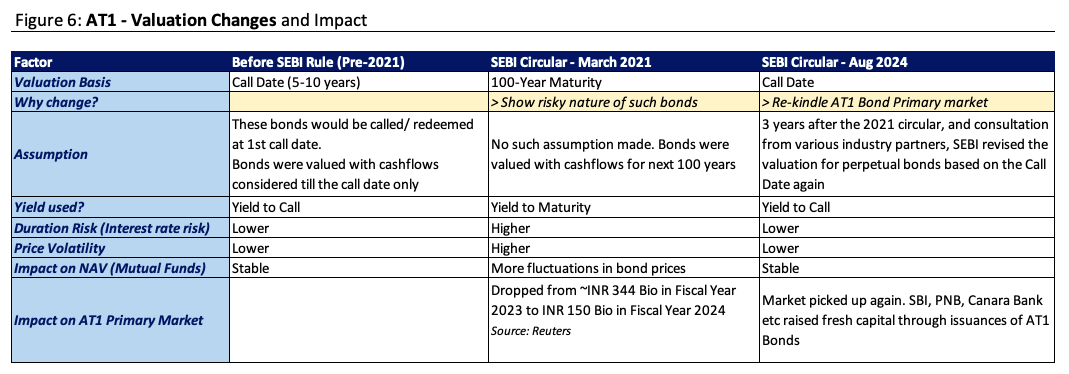 Figure 6: AT1 - Valuation Changes and Impact
Factor Before SEBI Rule (Pre-2021) SEBI Circular - March 2021 SEBI Circular - Aug 2024
Valuation Basis Call Date (5-10 years) 100-Year Maturity Call Date
Why change? > Show risky nature of such bonds > Re-kindle AT1 Bond Primary market
Assumption
These bonds would be called/ redeemed
at 1st call date.
Bonds were valued with cashflows
considered till the call date only
No such assumption made. Bonds were
valued with cashflows for next 100 years
3 years after the 2021 circular, and consultation
from various industry partners, SEBI revised the
valuation for perpetual bonds based on the Call
Date again
Yield used? Yield to Call Yield to Maturity Yield to Call
Duration Risk (Interest rate risk) Lower Higher Lower
Price Volatility Lower Higher Lower
Impact on NAV (Mutual Funds) Stable More fluctuations in bond prices Stable
Impact on AT1 Primary Market
Dropped from ~INR 344 Bio in Fiscal Year
2023 to INR 150 Bio in Fiscal Year 2024
Source: Reuters
Market picked up again. SBI, PNB, Canara Bank
etc raised fresh capital through issuances of AT1
Bonds